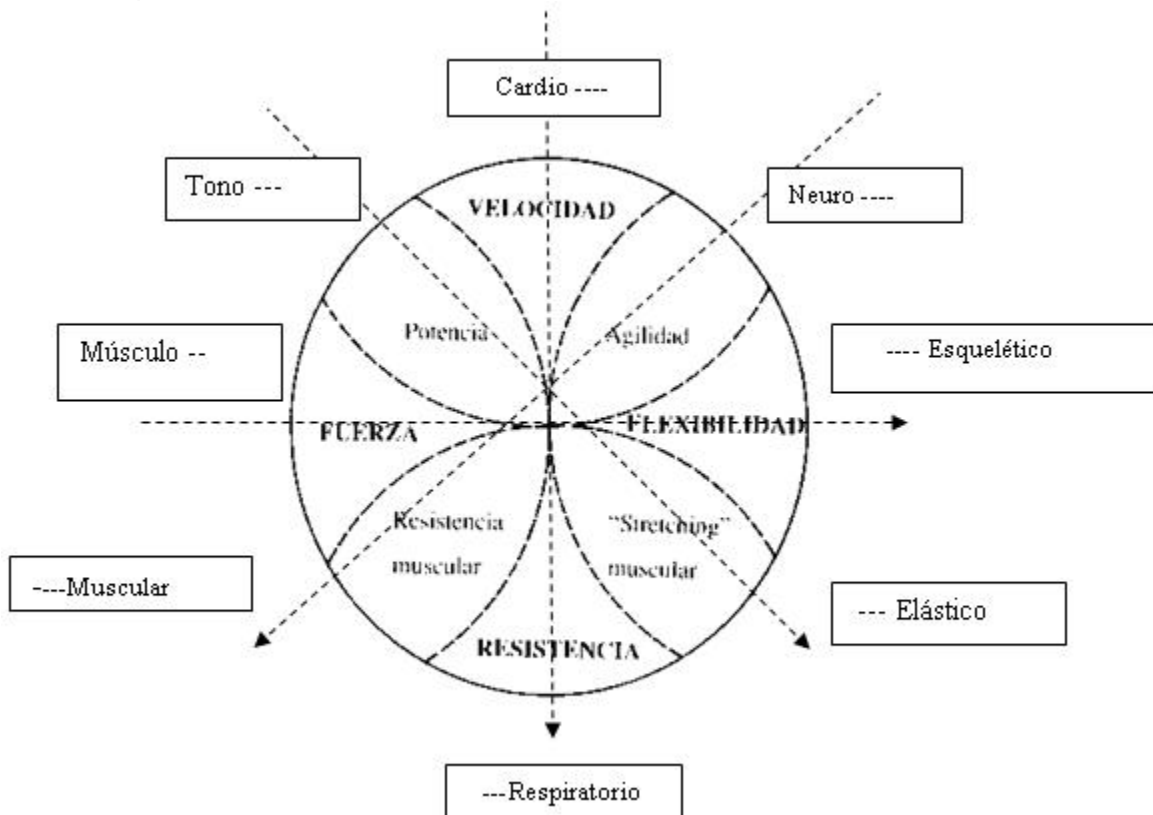 Cardio ----
Tono ---
Neuro ----
VELOCIDAD
Músculo --
Potencia
Agilidad
---- Esquelético
FUERZA
FLEXIBILIDAD
Resistencia
muscular
"Stretching"
muscular
----Muscular
--- Elástico
RESISTENCIA
---Respiratorio